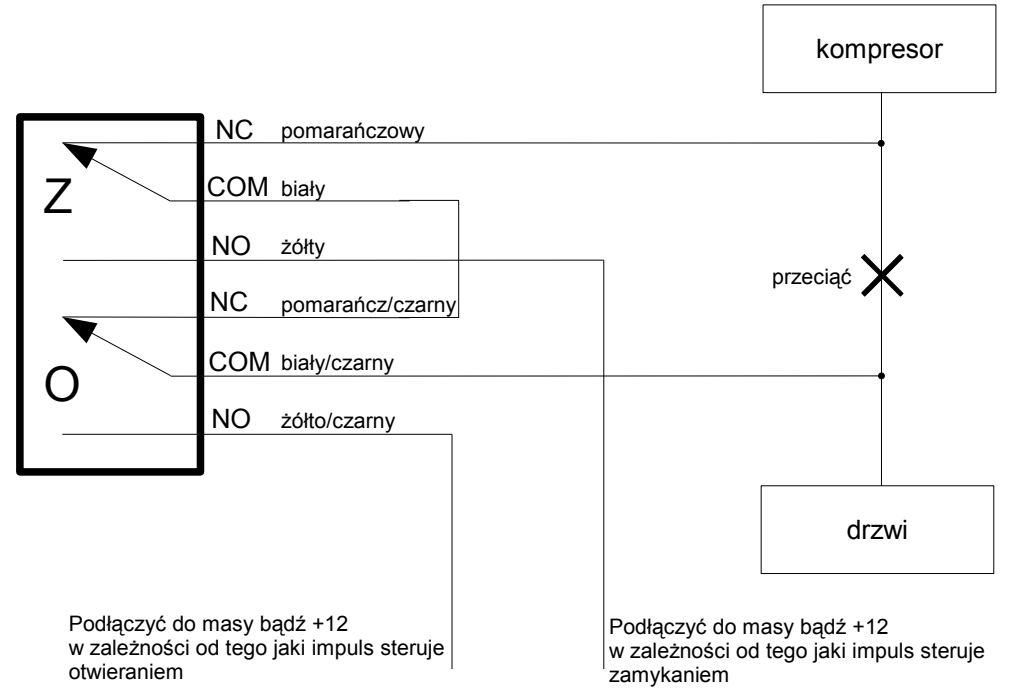 kompresor
NC pomarańczowy
Z
COM biały
NO żółty
przeciąć
NC pomarańcz/czarny
COM biały/czarny
O
NO żółto/czarny
drzwi
Podłączyć do masy bądź +12
w zależności od tego jaki impuls steruje
otwieraniem
Podłączyć do masy bądź +12
w zależności od tego jaki impuls steruje
zamykaniem